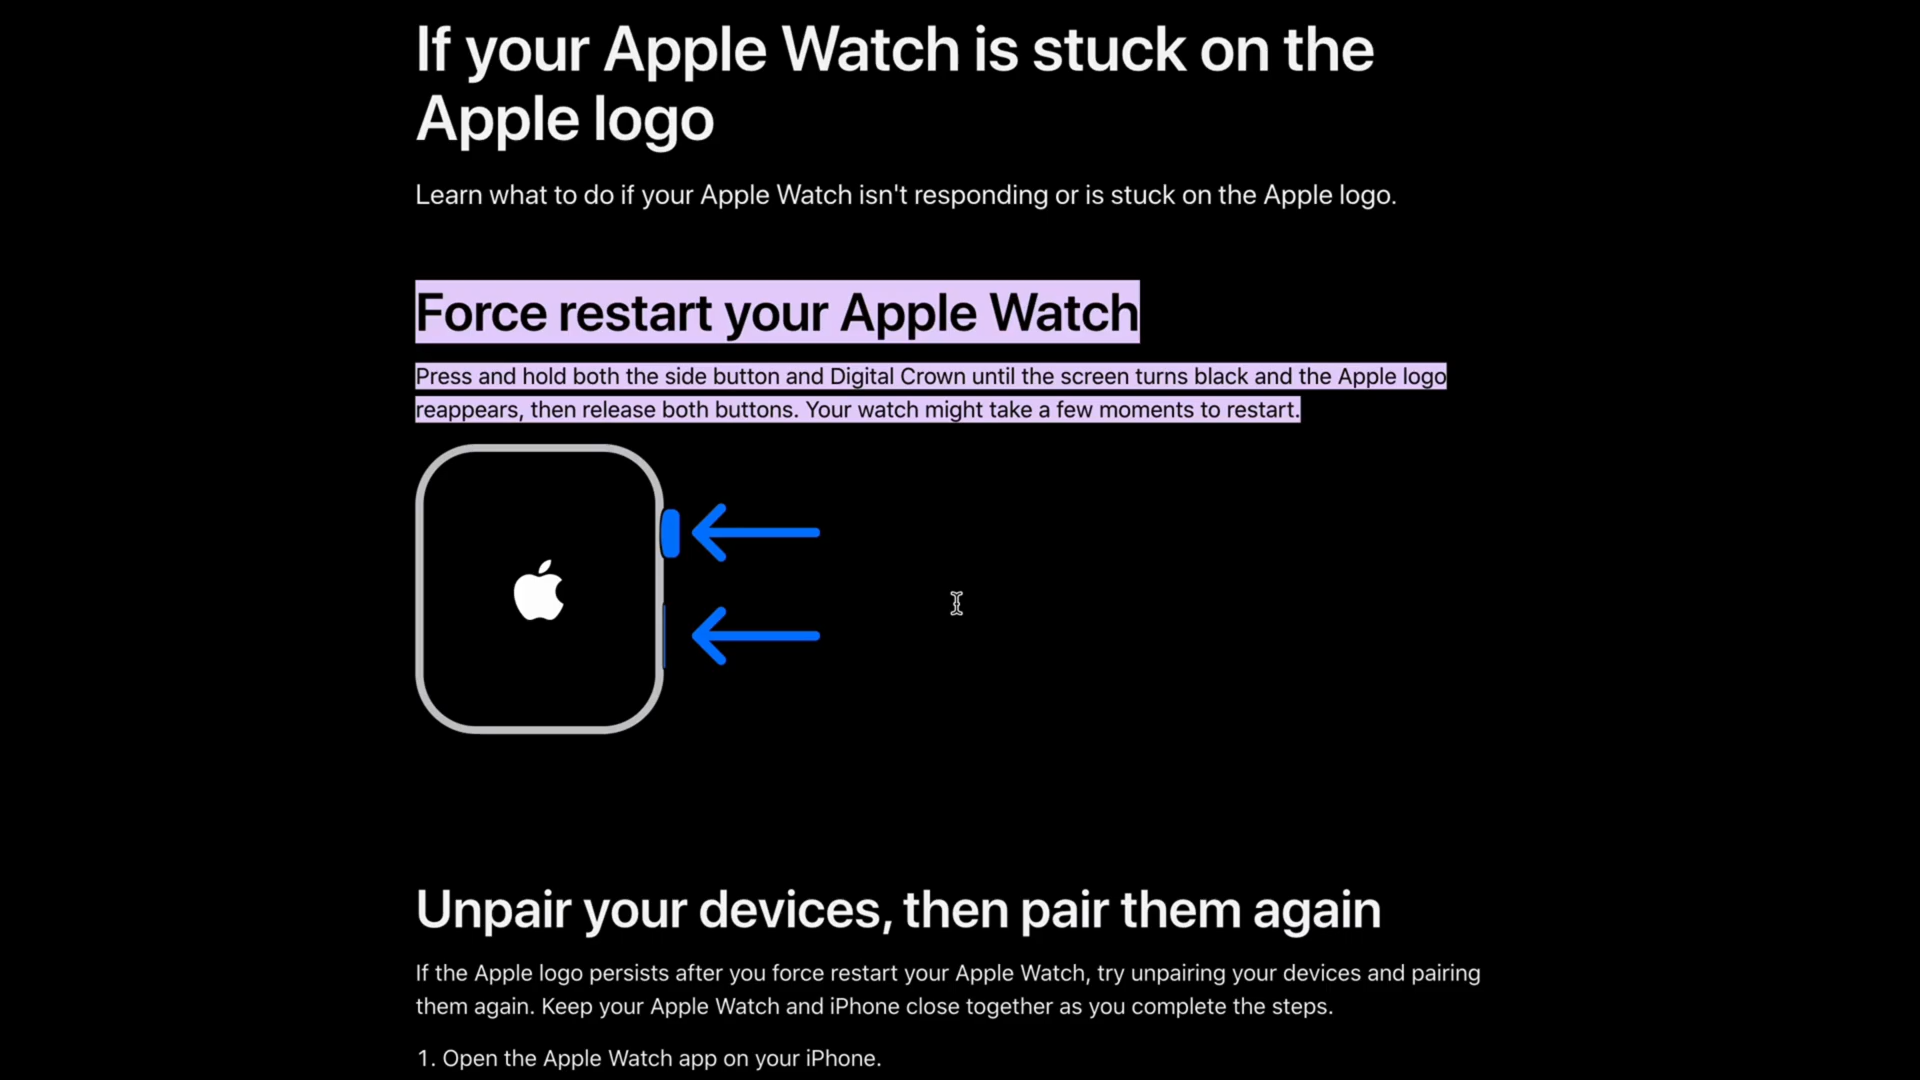 If your Apple Watch is stuck on the
Apple logo
Learn what to do if your Apple Watch isn't responding or is stuck on the Apple logo.
Force restart your Apple Watch
Press and hold both the side button and Digital Crown until the screen turns black and the Apple logo
reappears, then release both buttons. Your watch might take a few moments to restart.
Unpair your devices, then pair them again
If the Apple logo persists after you force restart your Apple Watch, try unpairing your devices and pairing
them again. Keep your Apple Watch and iPhone close together as you complete the steps.
1. Open the Apple Watch app on your iPhone.